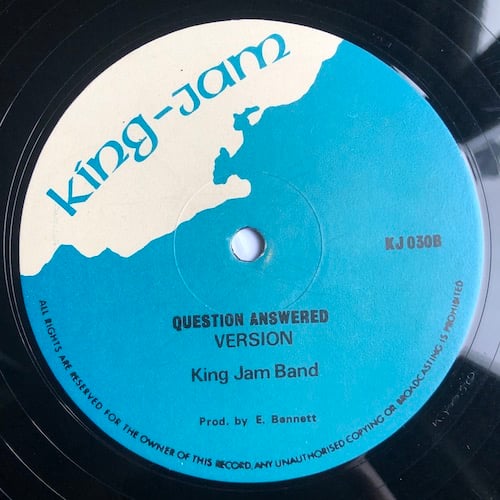 king-jam
KJ 030B
QUESTION ANSWERED
VERSION
King Jam Band
Prod. by E. Bennett
ALL RIGHTS ARE RESERVED FOR THE OWNER OF THIS RECORD, ANY UNAUTHORISED COPYING OR BROADCASTING IS PROHIBITED